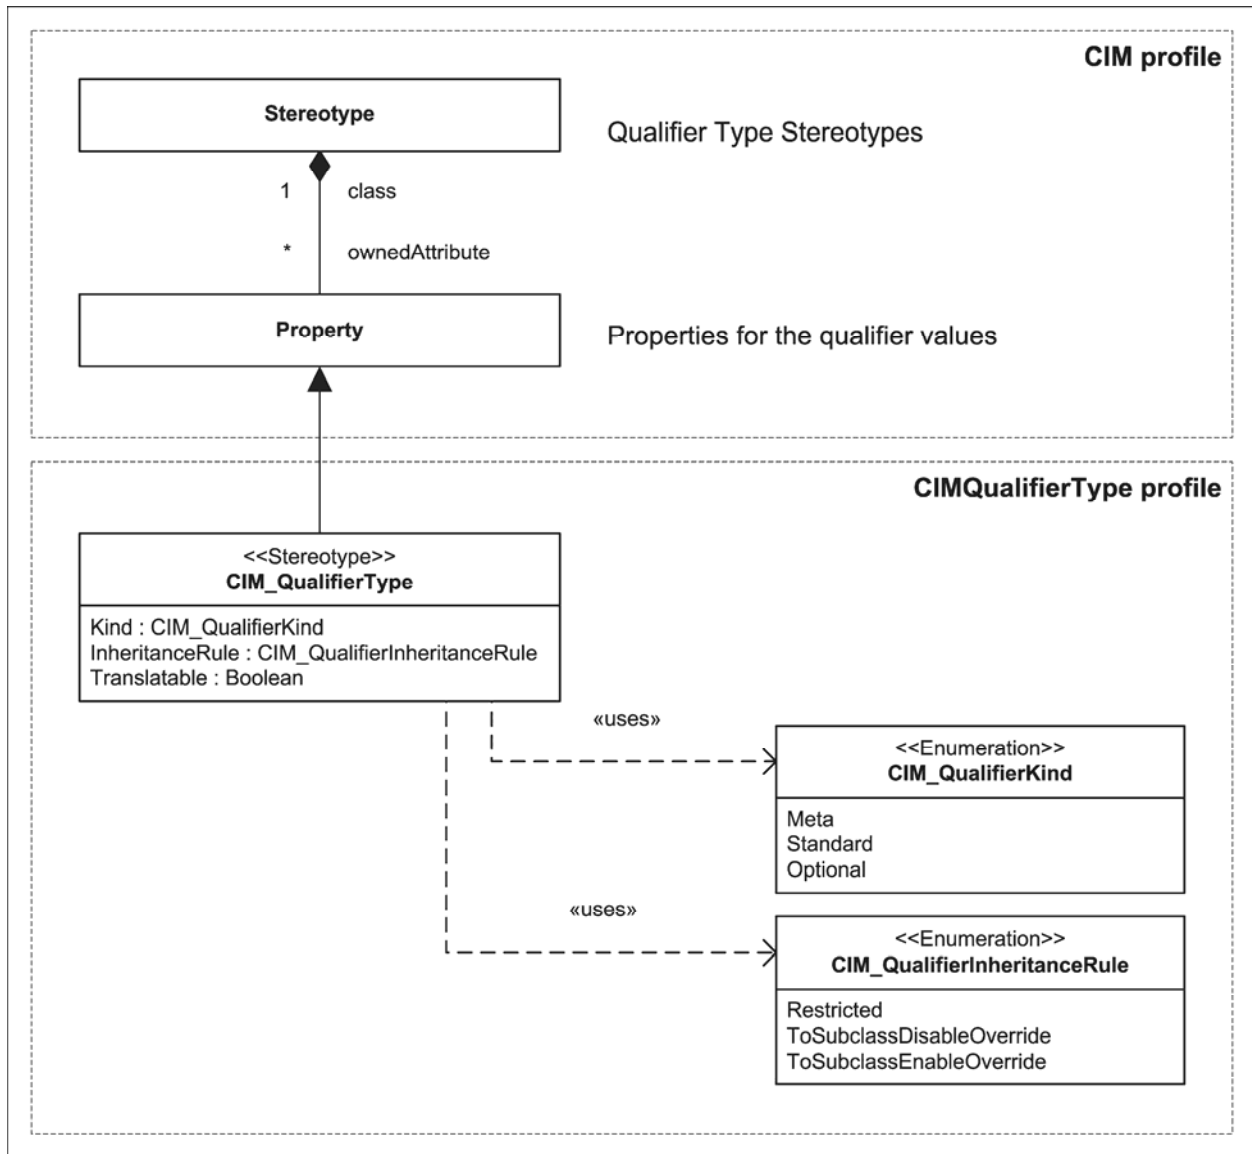 CIM profile
Stereotype
Qualifier Type Stereotypes
1
class
*
ownedAttribute
Property
Properties for the qualifier values
CIMQualifierType profile
<<Stereotype>>
CIM_QualifierType
Kind : CIM_QualifierKind
InheritanceRule : CIM_QualifierInheritanceRule
Translatable : Boolean
«uses»
<<Enumeration>>
CIM_QualifierKind
Meta
Standard
Optional
«uses»
<<Enumeration>>
CIM_QualifierInheritanceRule
Restricted
ToSubclassDisableOverride
ToSubclassEnableOverride